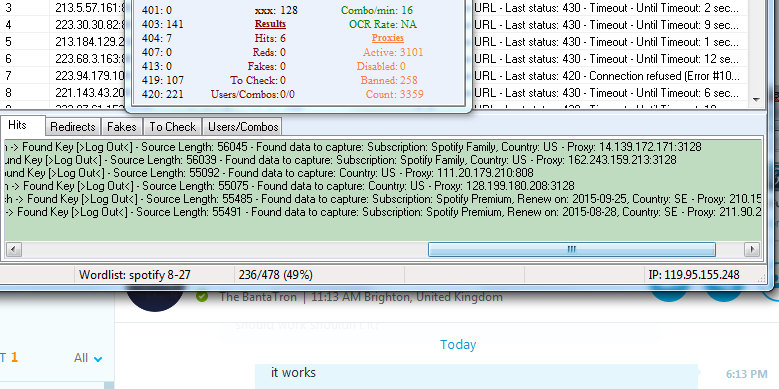 401: 0 xxx: 128 Combo/min: 16
3 213.5.57.161:8 403: 141 Results OCR Rate: NA URL - Last status: 430 - Timeout - Until Timeout: 2 sec...
4 223.30.30.82: 404: 7 Hits: 6 Proxies URL - Last status: 430 - Timeout - Until Timeout: 9 sec...
5 213.184.129.2 407: 0 Reds: 0 Active: 3101 URL - Last status: 430 - Timeout - Until Timeout: 1 sec...
6 223.68.3.163:8 413: 0 Fakes: 0 Disabled: 0 URL - Last status: 430 - Timeout - Until Timeout: 12 se...
7 223.94.179.10 419: 107 To Check: 0 Banned: 258 URL - Last status: 420 - Connection refused (Error #10...
8 221.143.43.20 420: 221 Users/Combos:0/0 Count: 3359 URL - Last status: 430 - Timeout - Until Timeout: 6 sec...
Hits Redirects Fakes To Check Users/Combos
-> Found Key [>Log Out<] - Source Length: 56045 - Found data to capture: Subscription: Spotify Family, Country: US - Proxy: 14.139.172.171:3128
ound Key [>Log Out<] - Source Length: 56039 - Found data to capture: Subscription: Spotify Family, Country: US - Proxy: 162.243.159.213:3128
-> Found Key [>Log Out<] - Source Length: 55092 - Found data to capture: Country: US - Proxy: 111.20.179.210:808
-> Found Key [>Log Out<] - Source Length: 55075 - Found data to capture: Country: US - Proxy: 128.199.180.208:3128
ch -> Found Key [>Log Out<] - Source Length: 55485 - Found data to capture: Subscription: Spotify Premium, Renew on: 2015-09-25, Country: SE - Proxy: 210.15
-> Found Key [>Log Out<] - Source Length: 55491 - Found data to capture: Subscription: Spotify Premium, Renew on: 2015-08-28, Country: SE - Proxy: 211.90.2
Wordlist: spotify 8-27 236/478 (49%) IP: 119.95.155.248
The BantaTron | 11:13 AM Brighton, United Kingdom
Today
T 1 All
it works 6:13 PM